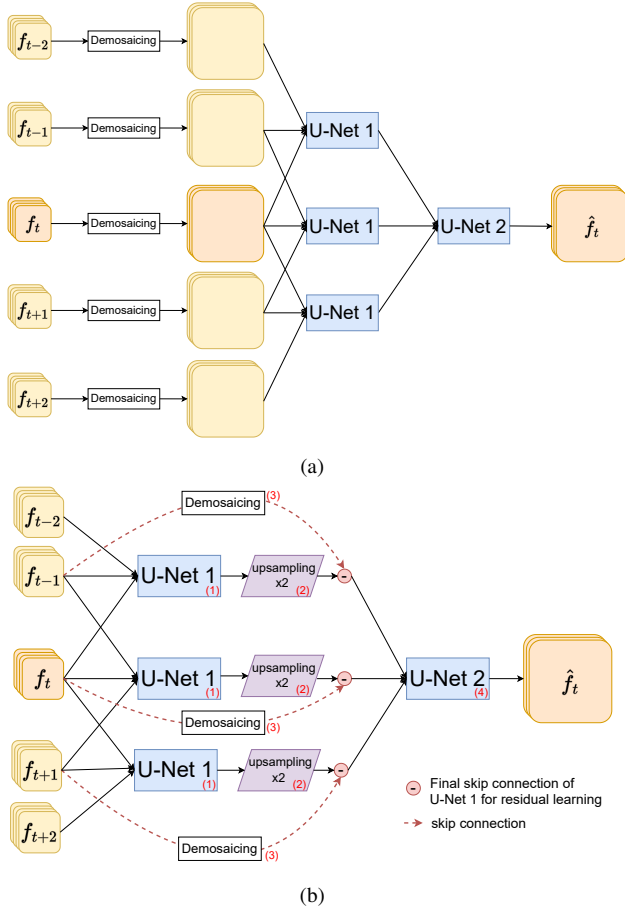 f_{t-2} Demosaicing
f_{t-1} Demosaicing
U-Net 1
f_t Demosaicing U-Net 1 U-Net 2 \hat{f}_t
f_{t+1} Demosaicing
U-Net 1
f_{t+2} Demosaicing
(a)
Demosaicing (3)
f_{t-2}
f_{t-1} U-Net 1 (1) upsampling
x2 (2) -
f_t U-Net 1 (1) upsampling
x2 (2) - U-Net 2 (4) \hat{f}_t
Demosaicing (3)
f_{t+1} U-Net 1 (1) upsampling
x2 (2) -
f_{t+2}
Demosaicing (3)
- Final skip connection of
U-Net 1 for residual learning
skip connection
(b)